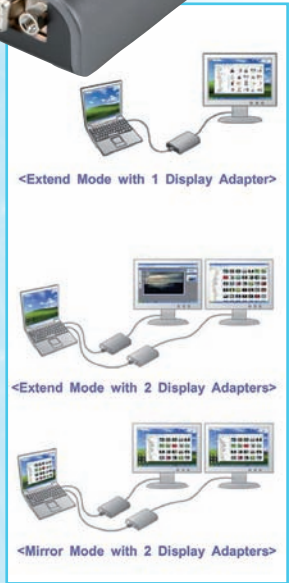 <Extend Mode with 1 Display Adapter>
<Extend Mode with 2 Display Adapters>
<Mirror Mode with 2 Display Adapters>